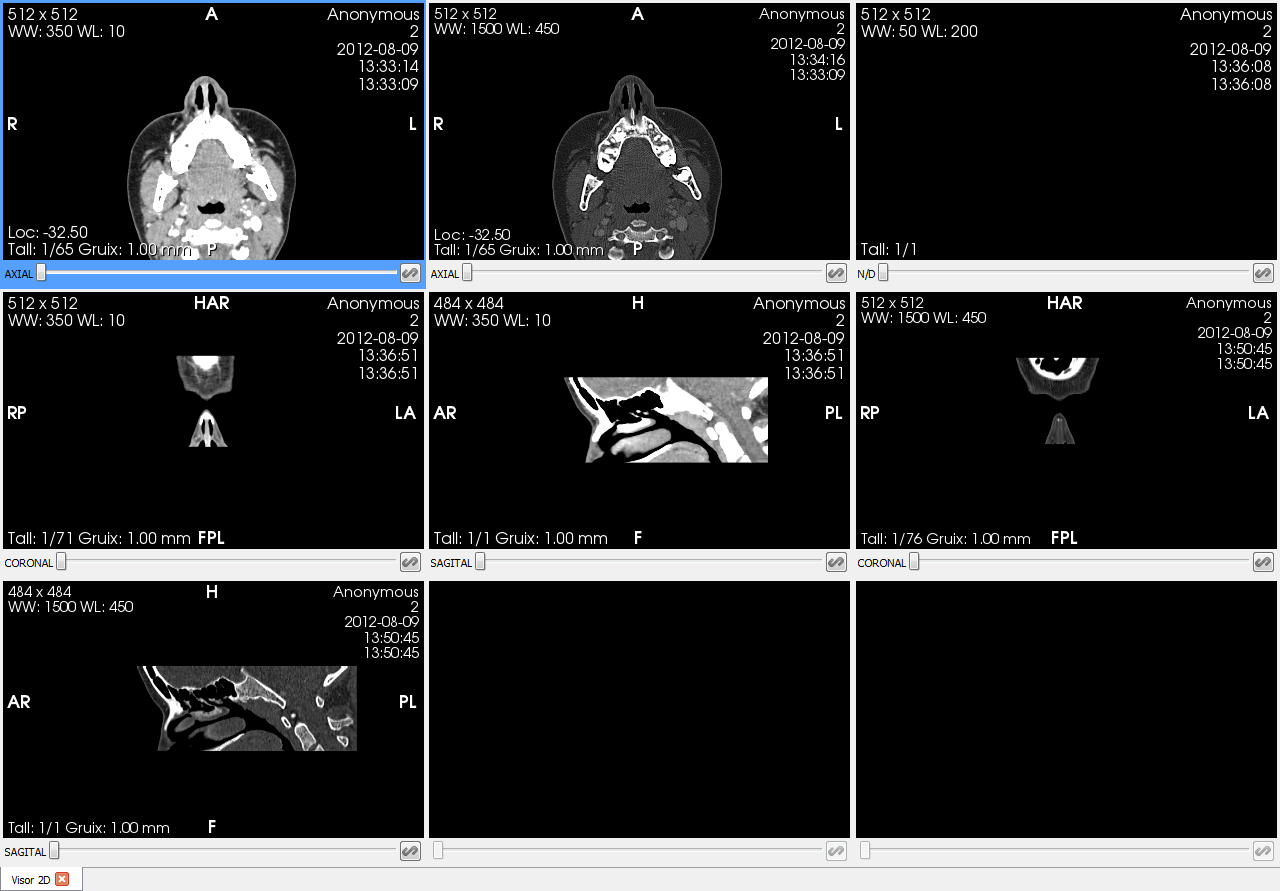 512 x 512 A Anonymous
WW: 350 WL: 10 2
2012-08-09
13:33:14
13:33:09
R L
Loc: -32.50
Tall: 1/65 Gruix: 1.00 mm P
AXIAL
512 x 512 A Anonymous
WW: 1500 WL: 450 2
2012-08-09
13:34:16
13:33:09
R L
Loc: -32.50
Tall: 1/65 Gruix: 1.00 mm P
AXIAL
512 x 512 Anonymous
WW: 50 WL: 200 2
2012-08-09
13:36:08
13:36:08
Tall: 1/1
N/D
512 x 512 HAR Anonymous
WW: 350 WL: 10 2
2012-08-09
13:36:51
13:36:51
RP LA
Tall: 1/71 Gruix: 1.00 mm FPL
CORONAL
484 x 484 H Anonymous
WW: 350 WL: 10 2
2012-08-09
13:36:51
13:36:51
AR PL
Tall: 1/1 Gruix: 1.00 mm F
SAGITAL
512 x 512 HAR Anonymous
WW: 1500 WL: 450 2
2012-08-09
13:50:45
13:50:45
RP LA
Tall: 1/76 Gruix: 1.00 mm FPL
CORONAL
484 x 484 H Anonymous
WW: 1500 WL: 450 2
2012-08-09
13:50:45
13:50:45
AR PL
Tall: 1/1 Gruix: 1.00 mm F
SAGITAL
Visor 2D